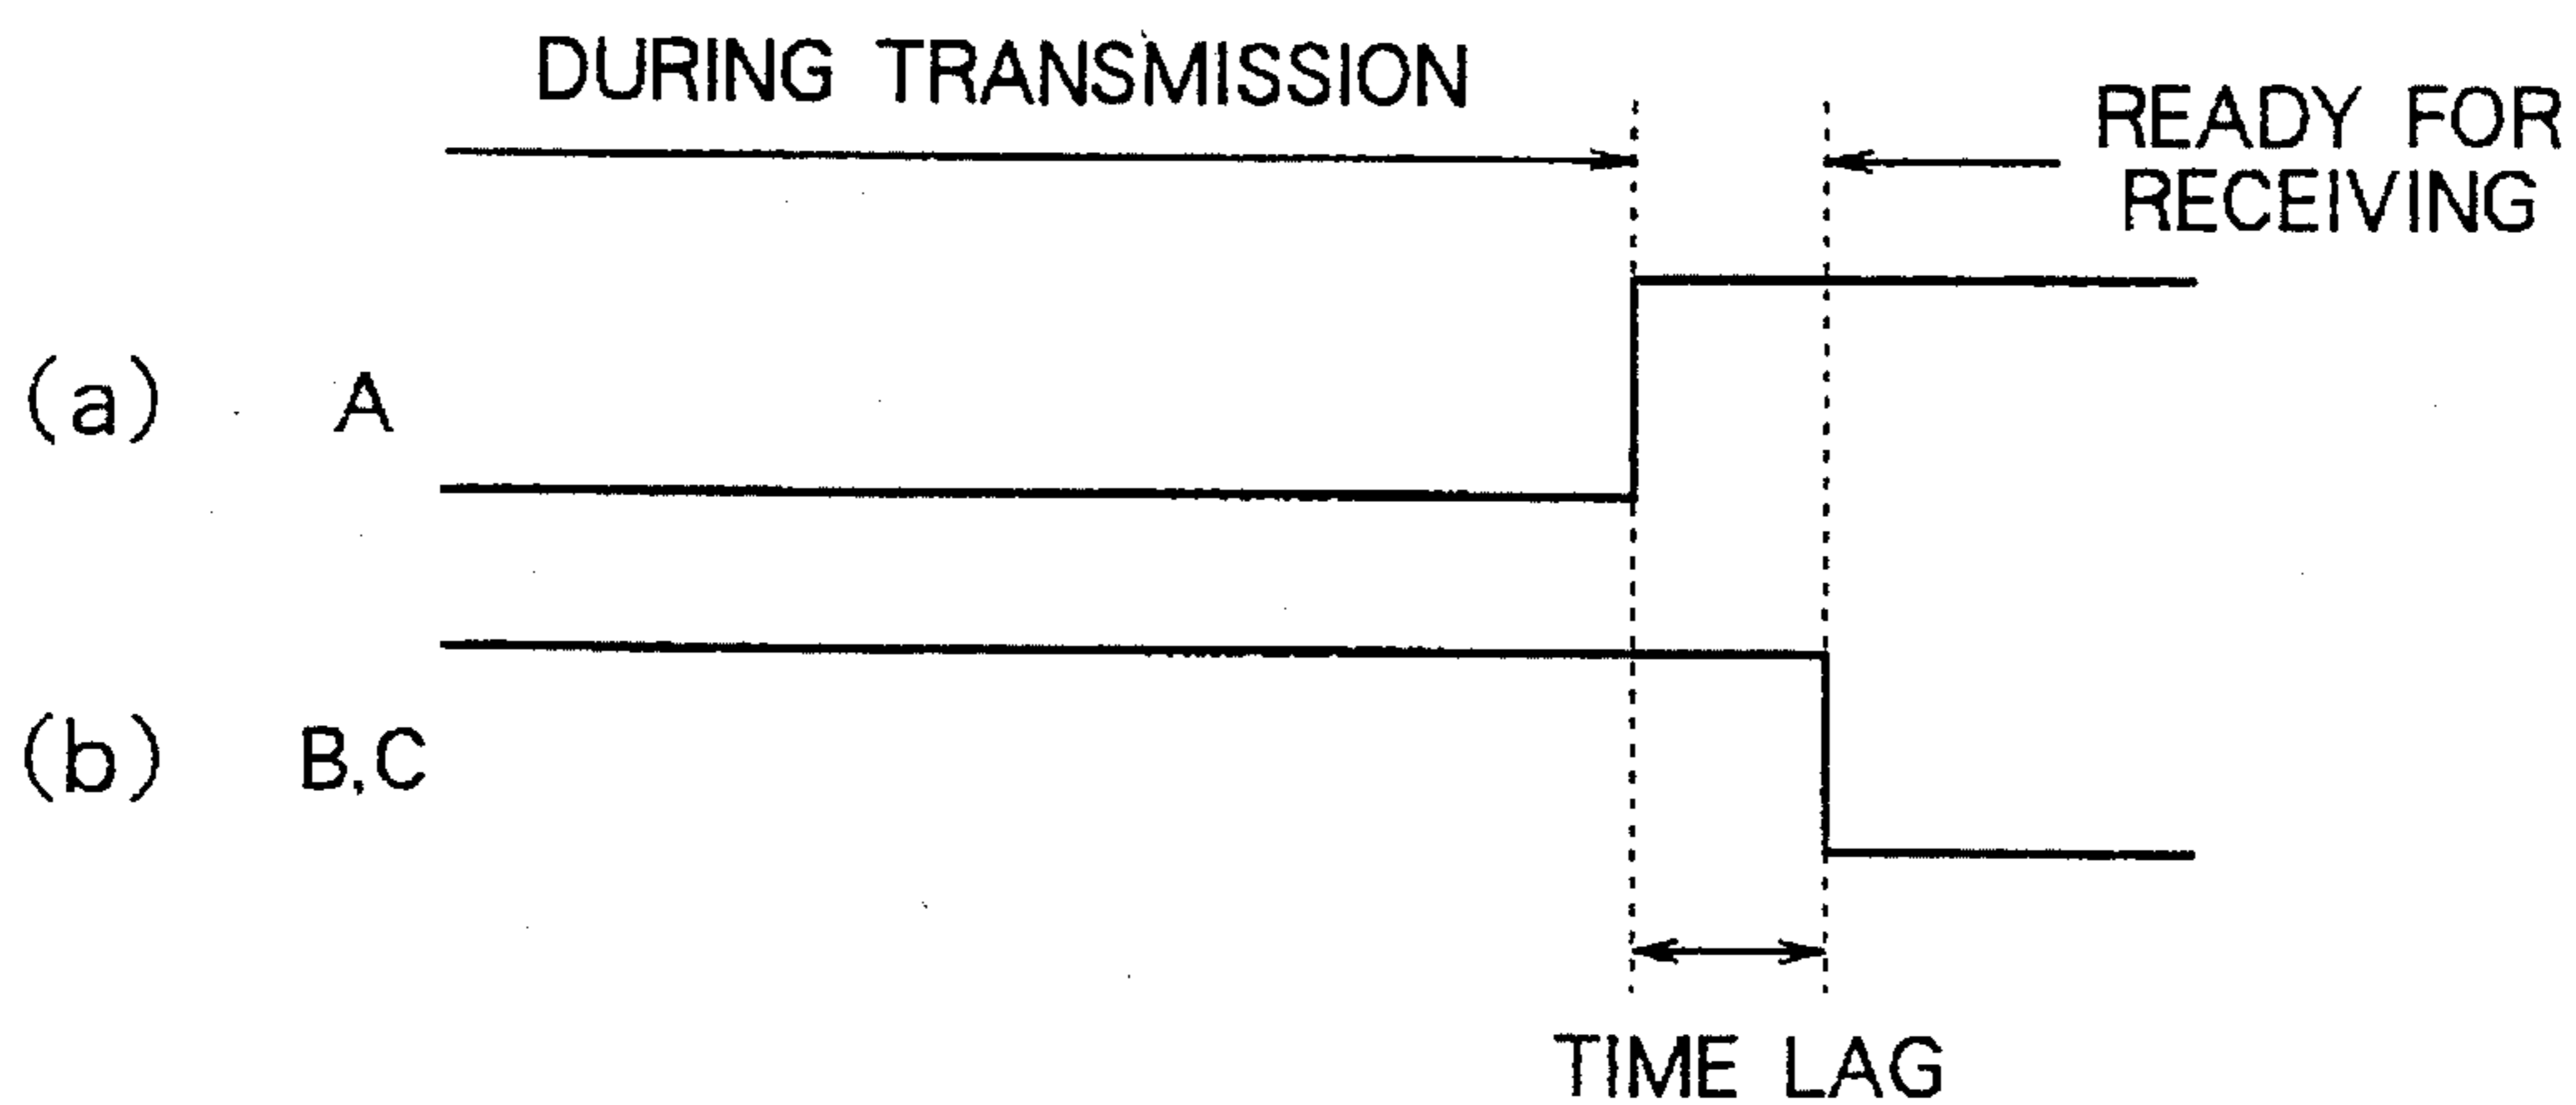 DURING TRANSMISSION
READY FOR
RECEIVING
(a) A
(b) B,C
TIME LAG